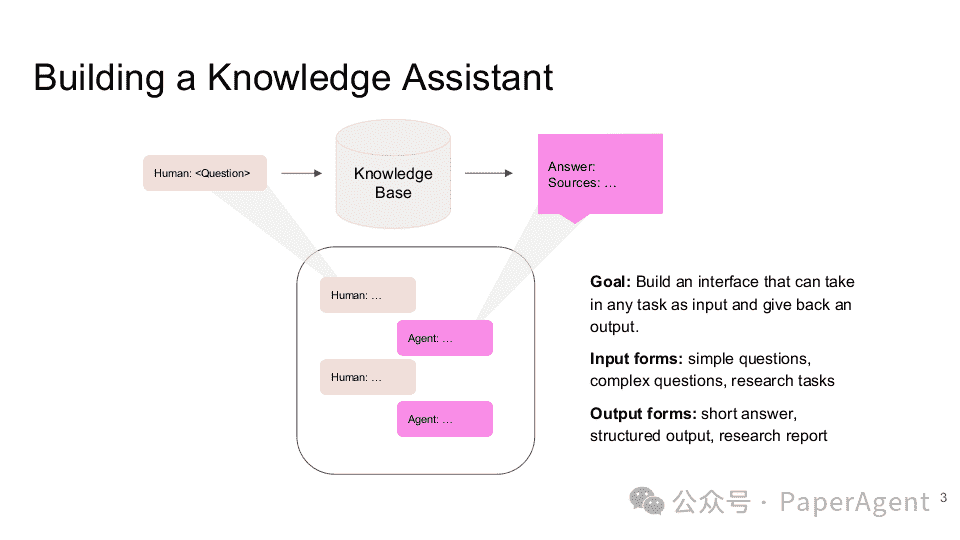 Building a Knowledge Assistant
Human: <Question>
Knowledge
Base
Answer:
Sources: …
Human: …
Agent: …
Human: …
Agent: …
Goal: Build an interface that can take
in any task as input and give back an
output.
Input forms: simple questions,
complex questions, research tasks
Output forms: short answer,
structured output, research report
公众号 · PaperAgent
3